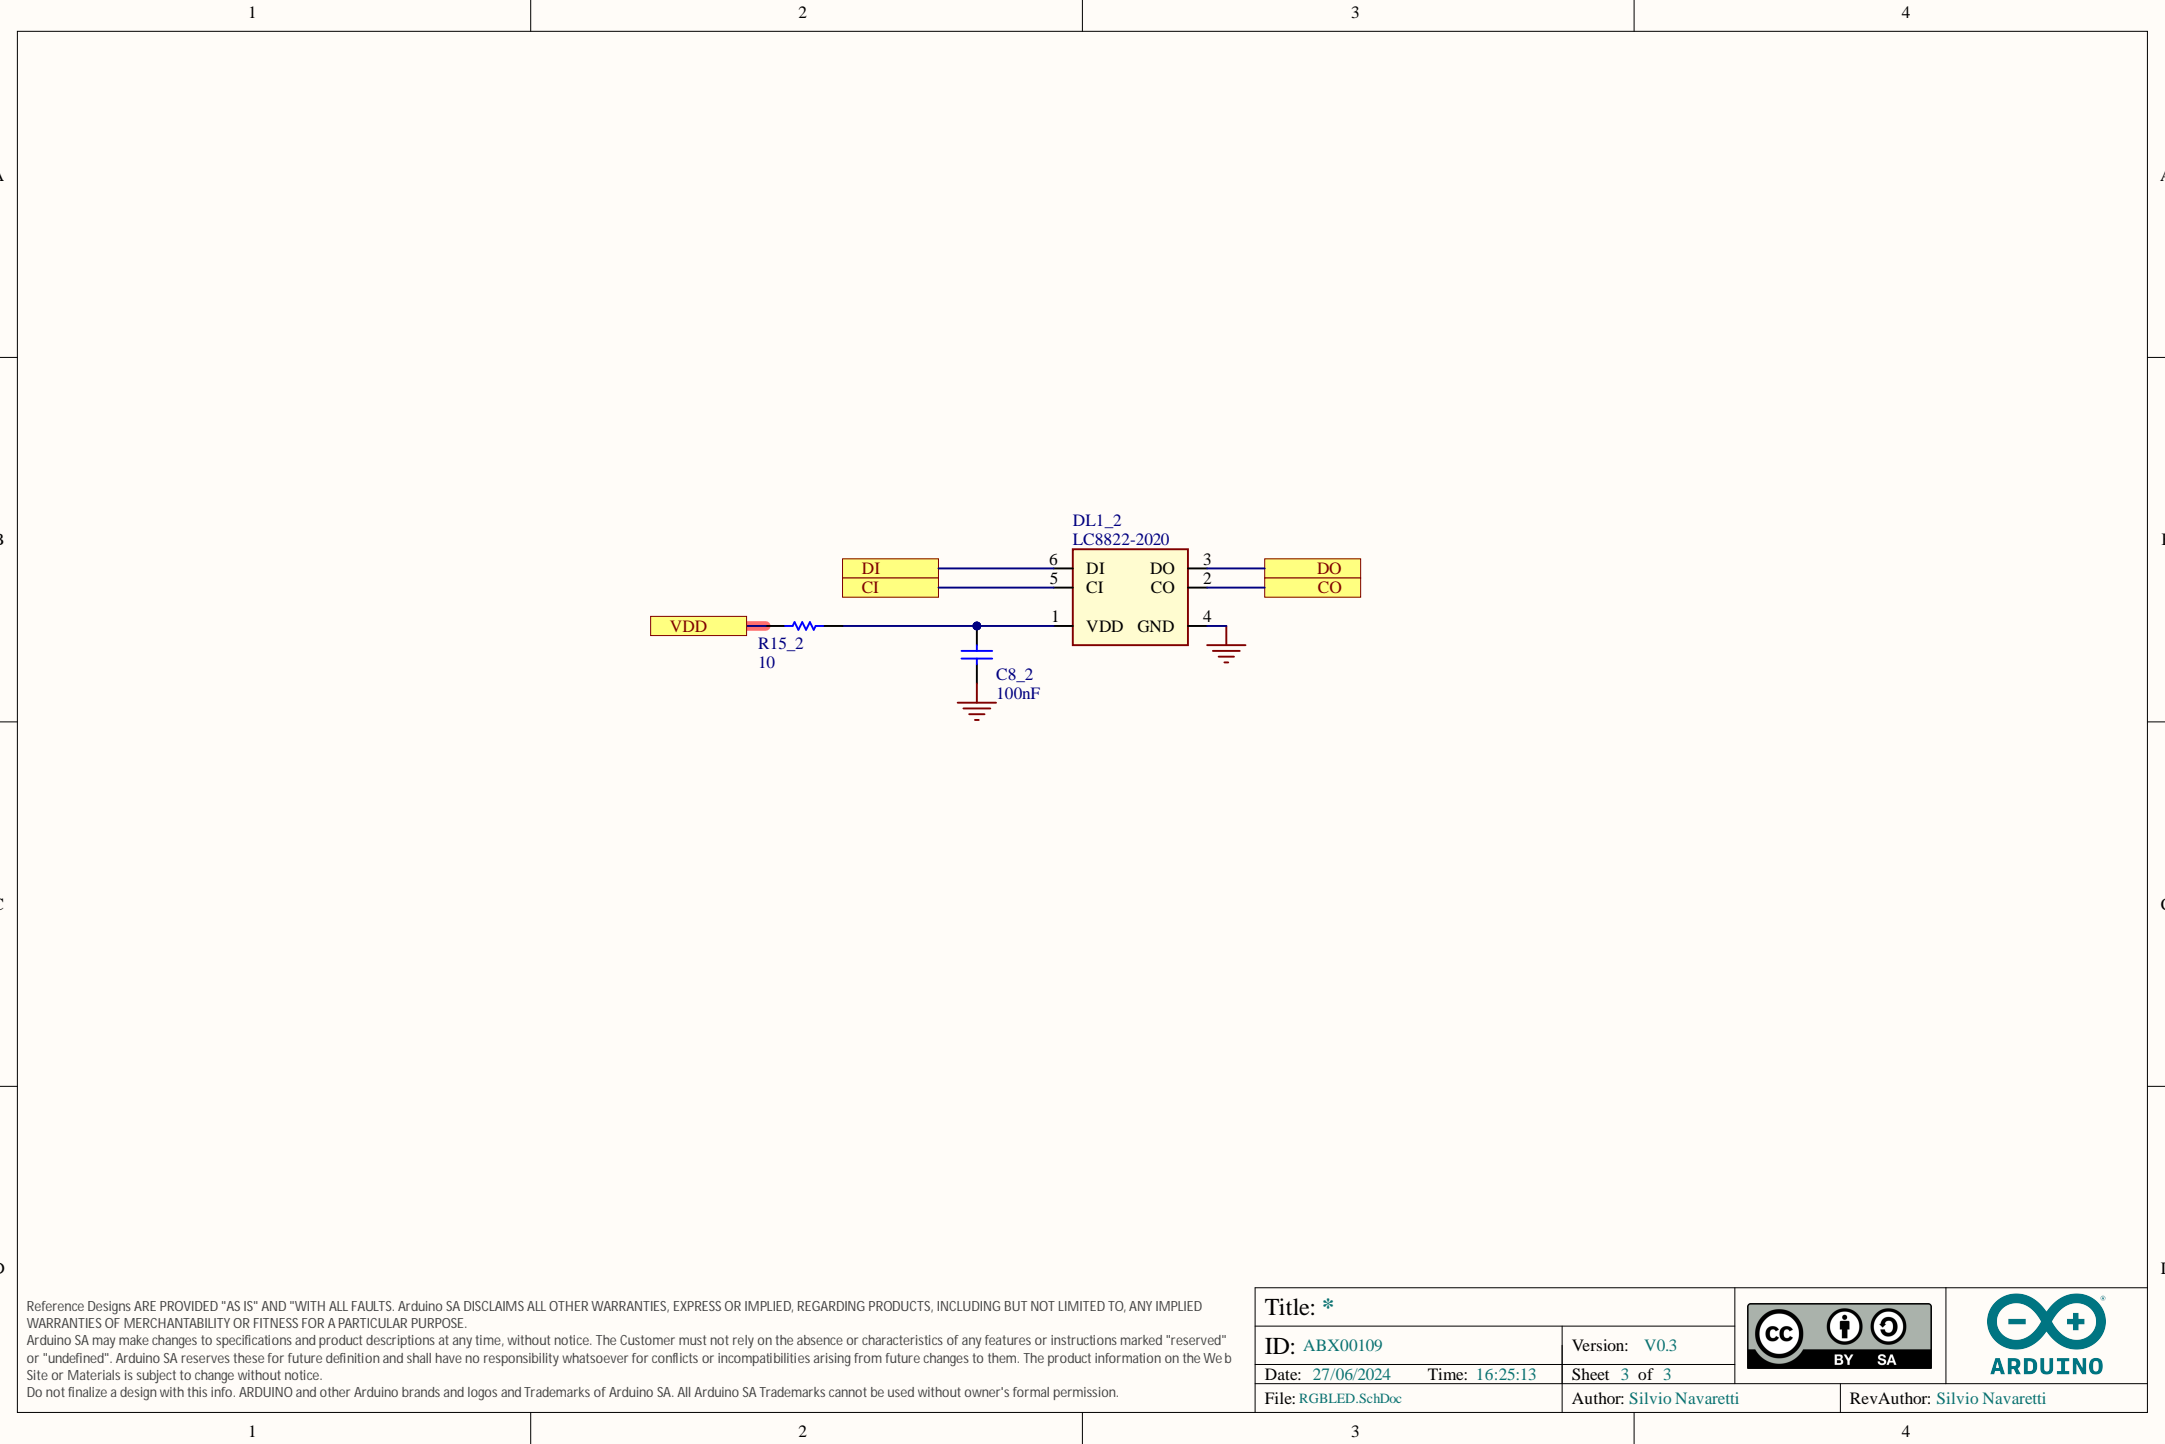 1 2 3 4
A
DL1_2
LC8822-2020
DI 6 DI DO 3 DO
CI 5 CI CO 2 CO
VDD 1 VDD GND 4
R15_2
10
C8_2
100nF
Reference Designs ARE PROVIDED "AS IS" AND "WITH ALL FAULTS. Arduino SA DISCLAIMS ALL OTHER WARRANTIES, EXPRESS OR IMPLIED, REGARDING PRODUCTS, INCLUDING BUT NOT LIMITED TO, ANY IMPLIED
WARRANTIES OF MERCHANTABILITY OR FITNESS FOR A PARTICULAR PURPOSE.
Arduino SA may make changes to specifications and product descriptions at any time, without notice. The Customer must not rely on the absence or characteristics of any features or instructions marked "reserved"
or "undefined". Arduino SA reserves these for future definition and shall have no responsibility whatsoever for conflicts or incompatibilities arising from future changes to them. The product information on the Web
Site or Materials is subject to change without notice.
Do not finalize a design with this info. ARDUINO and other Arduino brands and logos and Trademarks of Arduino SA. All Arduino SA Trademarks cannot be used without owner's formal permission.
Title: *
ID: ABX00109 Version: V0.3
Date: 27/06/2024 Time: 16:25:13 Sheet 3 of 3
File: RGBLED.SchDoc Author: Silvio Navaretti RevAuthor: Silvio Navaretti
cc BY SA
ARDUINO
1 2 3 4